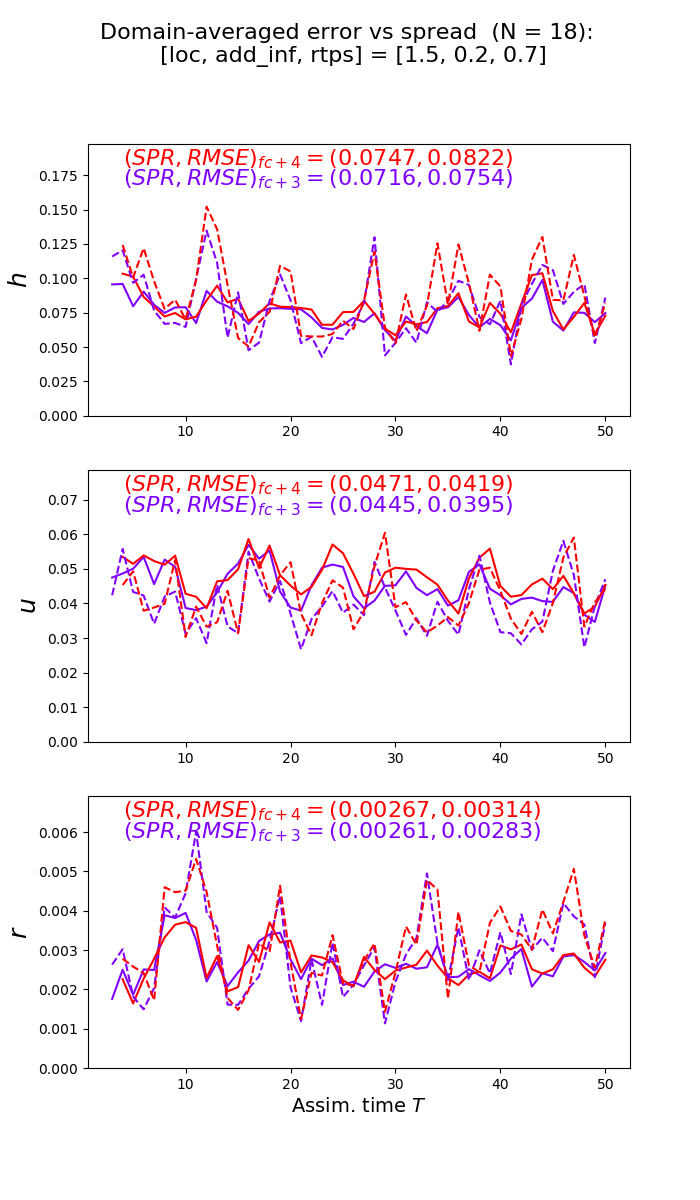 Domain-averaged error vs spread (N = 18):
[loc, add_inf, rtps] = [1.5, 0.2, 0.7]
(SPR, RMSE)fc+4 = (0.0747, 0.0822)
(SPR, RMSE)fc+3 = (0.0716, 0.0754)
0.175
0.150
0.125
0.100
0.075
0.050
0.025
0.000
h
10 20 30 40 50
(SPR, RMSE)fc+4 = (0.0471, 0.0419)
(SPR, RMSE)fc+3 = (0.0445, 0.0395)
0.07
0.06
0.05
0.04
0.03
0.02
0.01
0.00
u
10 20 30 40 50
(SPR, RMSE)fc+4 = (0.00267, 0.00314)
(SPR, RMSE)fc+3 = (0.00261, 0.00283)
0.006
0.005
0.004
0.003
0.002
0.001
0.000
r
10 20 30 40 50
Assim. time T